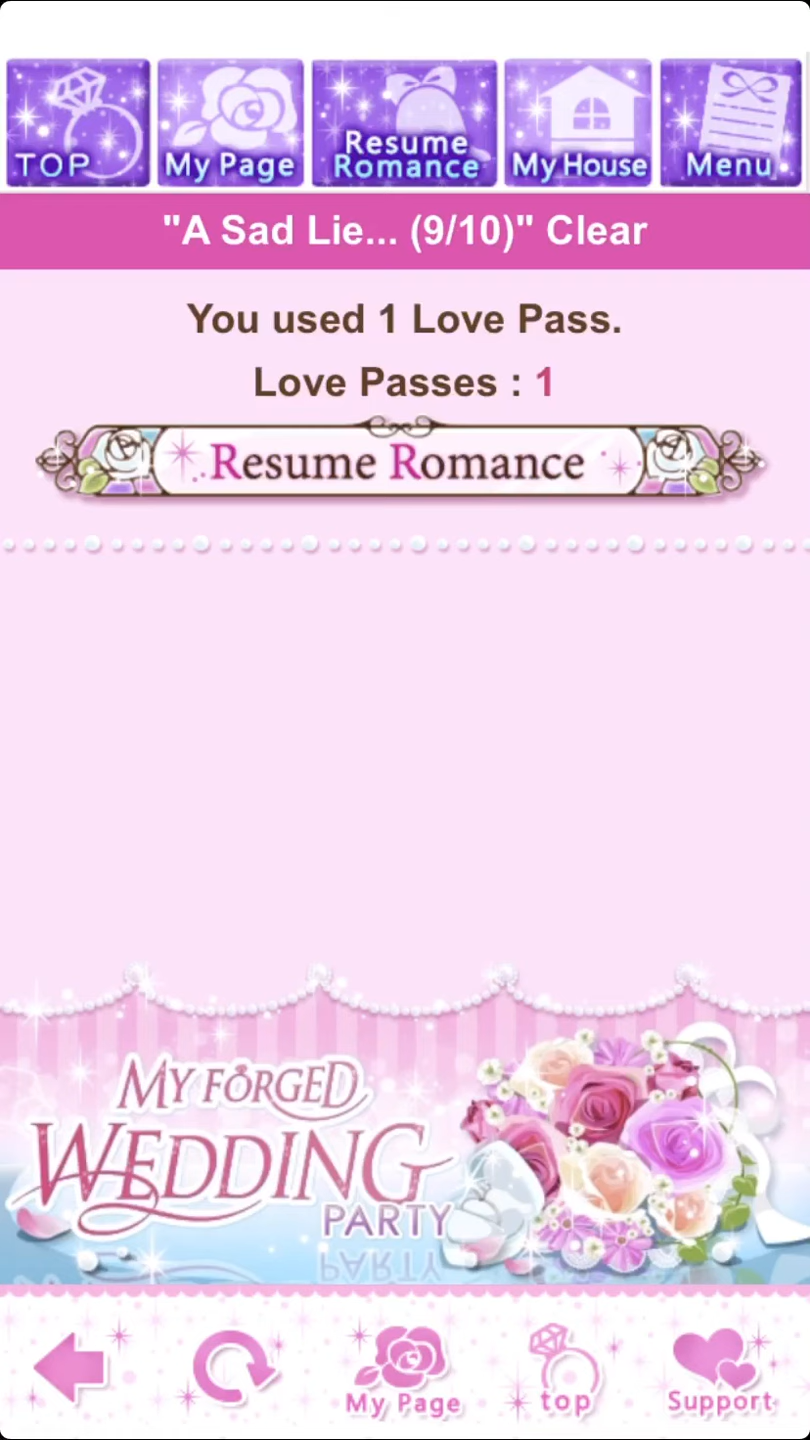 TOP
My Page
Resume
Romance
My House
Menu
"A Sad Lie... (9/10)" Clear
You used 1 Love Pass.
Love Passes : 1
Resume Romance
MY FORGED
WEDDING
PARTY
My Page
top
Support